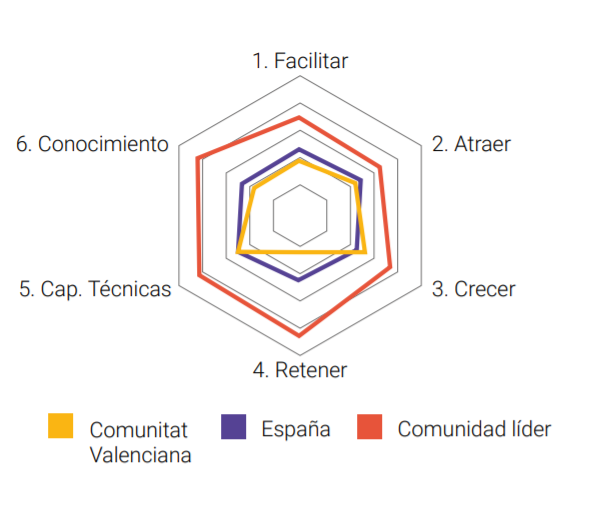 1. Facilitar
6. Conocimiento
2. Atraer
5. Cap. Técnicas
3. Crecer
4. Retener
Comunitat
Valenciana
España
Comunidad líder